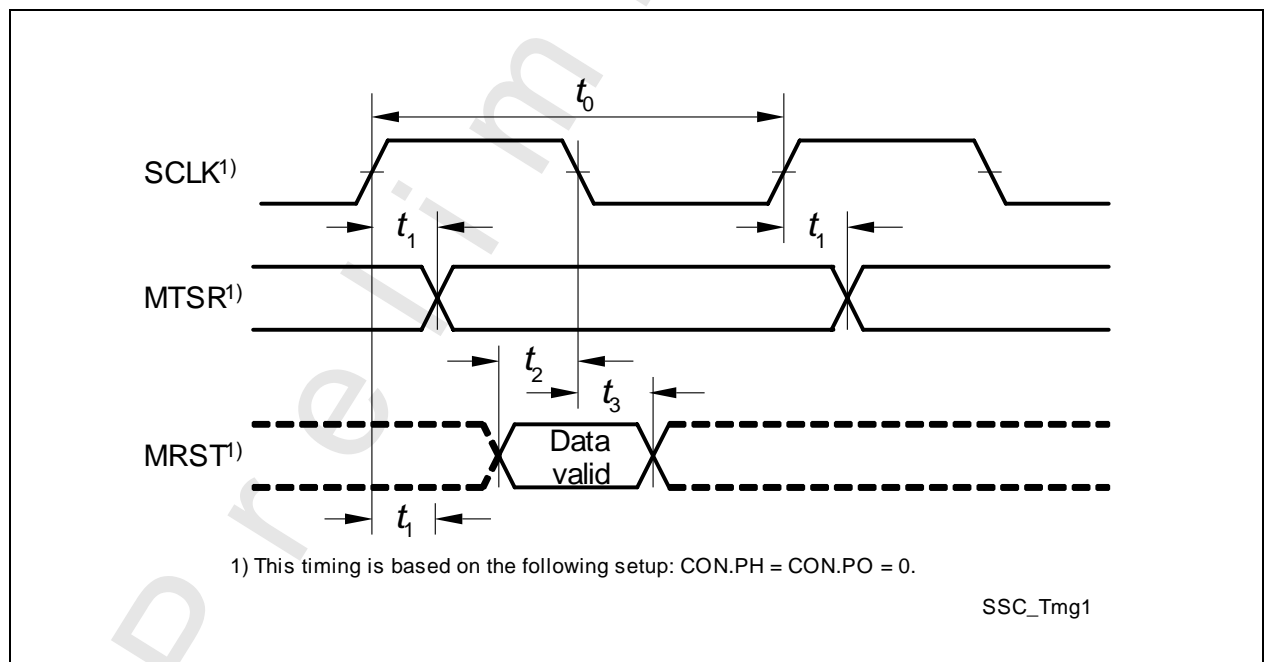 t0
SCLK1)
t1
t1
MTSR1)
t2
t3
MRST1)
Data
valid
t1
1) This timing is based on the following setup: CON.PH = CON.PO = 0.
SSC_Tmg1
Prelim